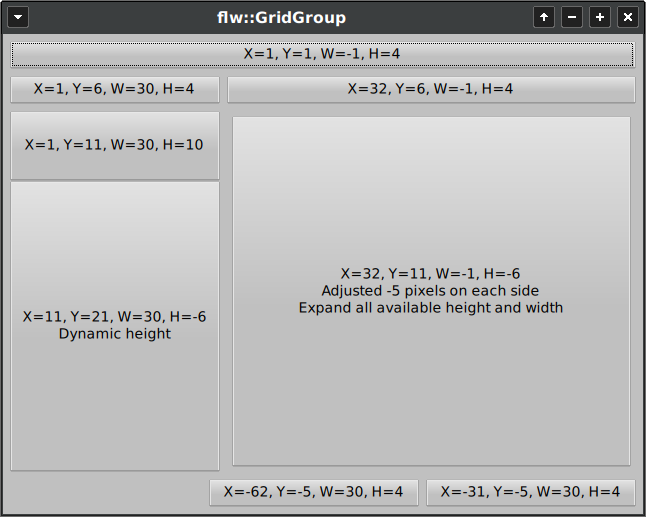 flw::GridGroup
X=1, Y=1, W=-1, H=4
X=1, Y=6, W=30, H=4
X=32, Y=6, W=-1, H=4
X=1, Y=11, W=30, H=10
X=32, Y=11, W=-1, H=-6
Adjusted -5 pixels on each side
Expand all available height and width
X=11, Y=21, W=30, H=-6
Dynamic height
X=-62, Y=-5, W=30, H=4
X=-31, Y=-5, W=30, H=4